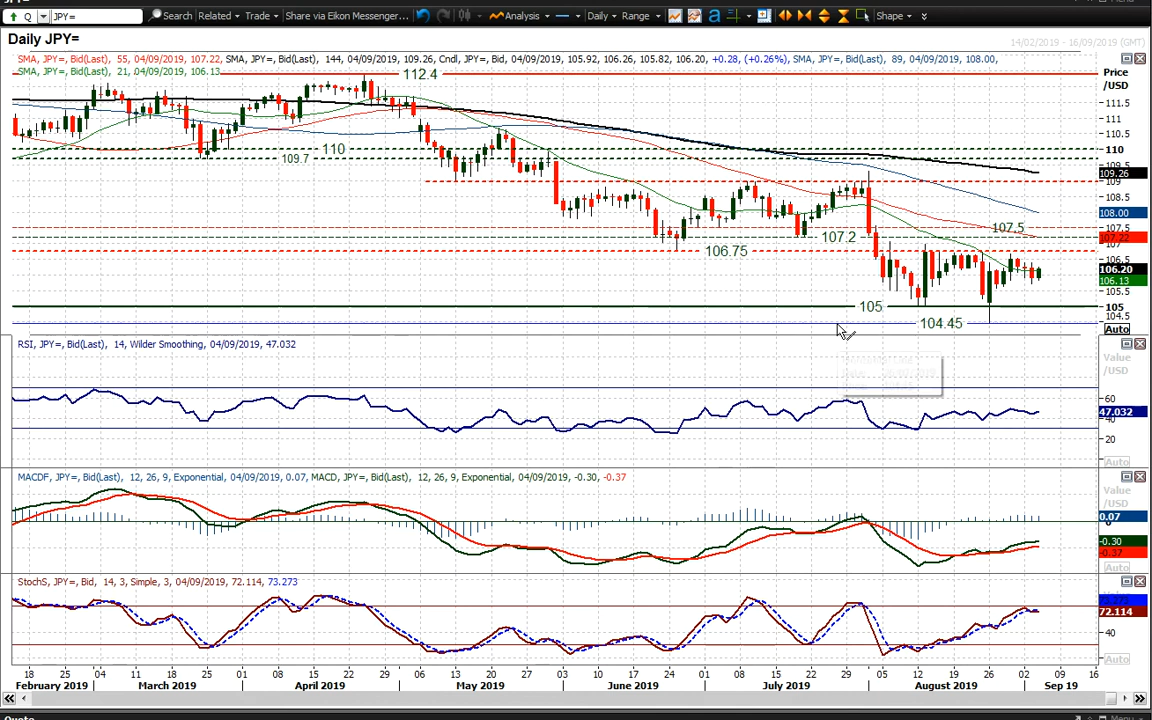 Q JPY= Search Related Trade Share via Eikon Messenger... Analysis Daily Range Shape
Daily JPY=
14/02/2019 - 16/09/2019 (GMT)
SMA, JPY=, Bid(Last), 55, 04/09/2019, 107.22, SMA, JPY=, Bid(Last), 144, 04/09/2019, 109.26, Cndl, JPY=, Bid, 04/09/2019, 105.92, 106.26, 105.82, 106.20, +0.28, (+0.26%), SMA, JPY=, Bid(Last), 89, 04/09/2019, 108.00,
SMA, JPY=, Bid(Last), 21, 04/09/2019, 106.13
Price
/USD
112.4
111.5
111
110.5
110
110
109.7
109.5
109.26
109
108.5
108.00
107.5
107.5
107.2
107.22
107
106.75
106.5
106.20
106.13
105.5
105
105
104.5
104.45
Auto
RSI, JPY=, Bid(Last), 14, Wilder Smoothing, 04/09/2019, 47.032
Value
/USD
60
47.032
40
20
Auto
MACDF, JPY=, Bid(Last), 12, 26, 9, Exponential, 04/09/2019, 0.07, MACD, JPY=, Bid(Last), 12, 26, 9, Exponential, 04/09/2019, -0.30, -0.37
Value
/USD
0.07
-0.30
-0.37
Auto
StochS, JPY=, Bid, 14, 3, Simple, 3, 04/09/2019, 72.114, 73.273
73.273
72.114
40
Auto
18 25 04 11 18 25 01 08 15 22 29 06 13 20 27 03 10 17 24 01 08 15 22 29 05 12 19 26 02 09 16
February 2019 March 2019 April 2019 May 2019 June 2019 July 2019 August 2019 Sep 19